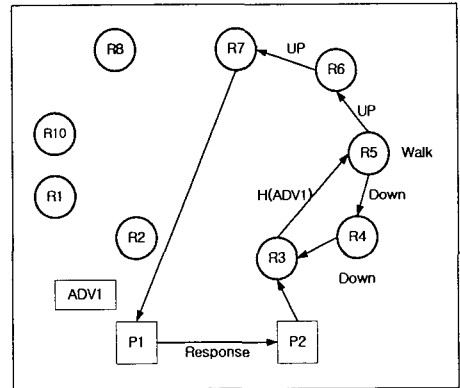 R8
R7
UP
R6
UP
R10
R5
Walk
H(ADV1)
Down
R1
R2
R4
R3
Down
ADV1
P1
Response
P2